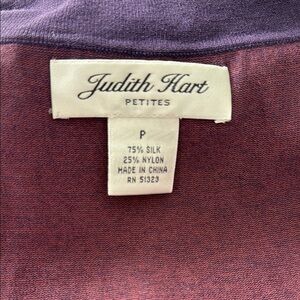 Judith Hart
PETITES
P
75% SILK
25% NYLON
MADE IN CHINA
RN 51323